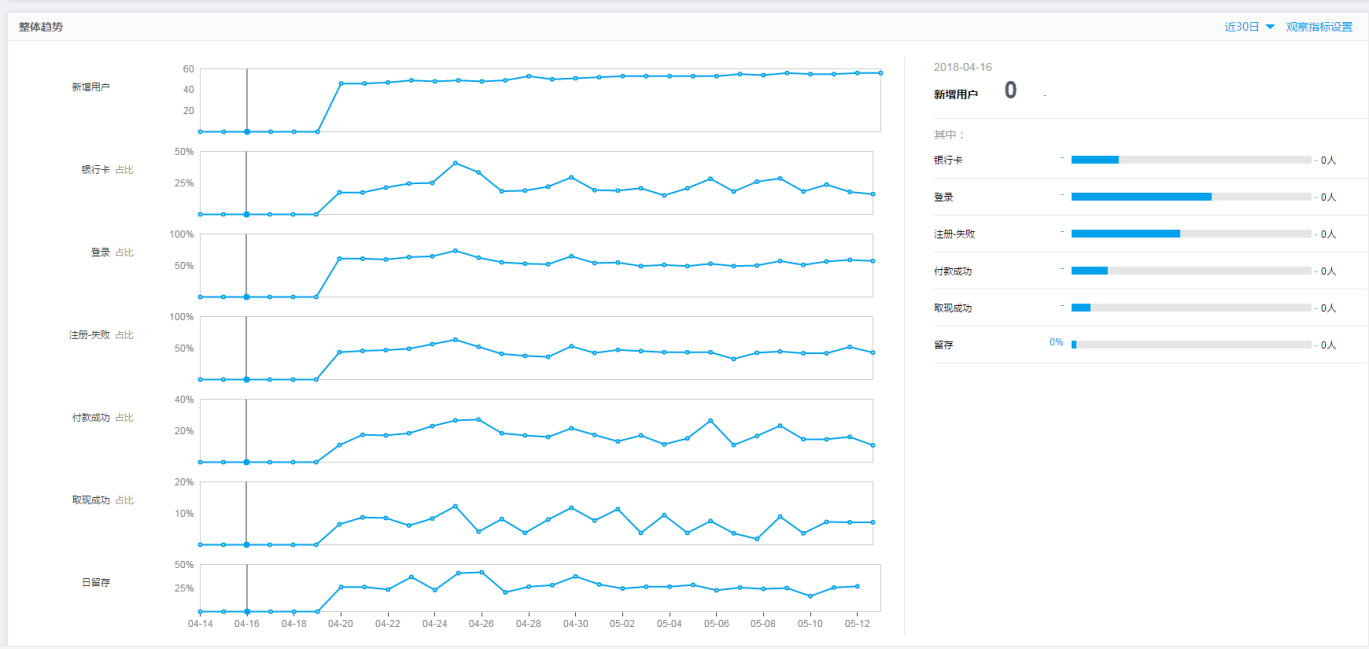 整体趋势
近30日 观察指标设置
新增用户
60
40
20
银行卡 占比
50%
25%
登录 占比
100%
50%
注册-失败 占比
100%
50%
付款成功 占比
40%
20%
取现成功 占比
20%
10%
日留存
50%
25%
04-14 04-16 04-18 04-20 04-22 04-24 04-26 04-28 04-30 05-02 05-04 05-06 05-08 05-10 05-12
2018-04-16
新增用户 0 -
其中：
银行卡 - - 0人
登录 - - 0人
注册-失败 - - 0人
付款成功 - - 0人
取现成功 - - 0人
留存 0% - 0人